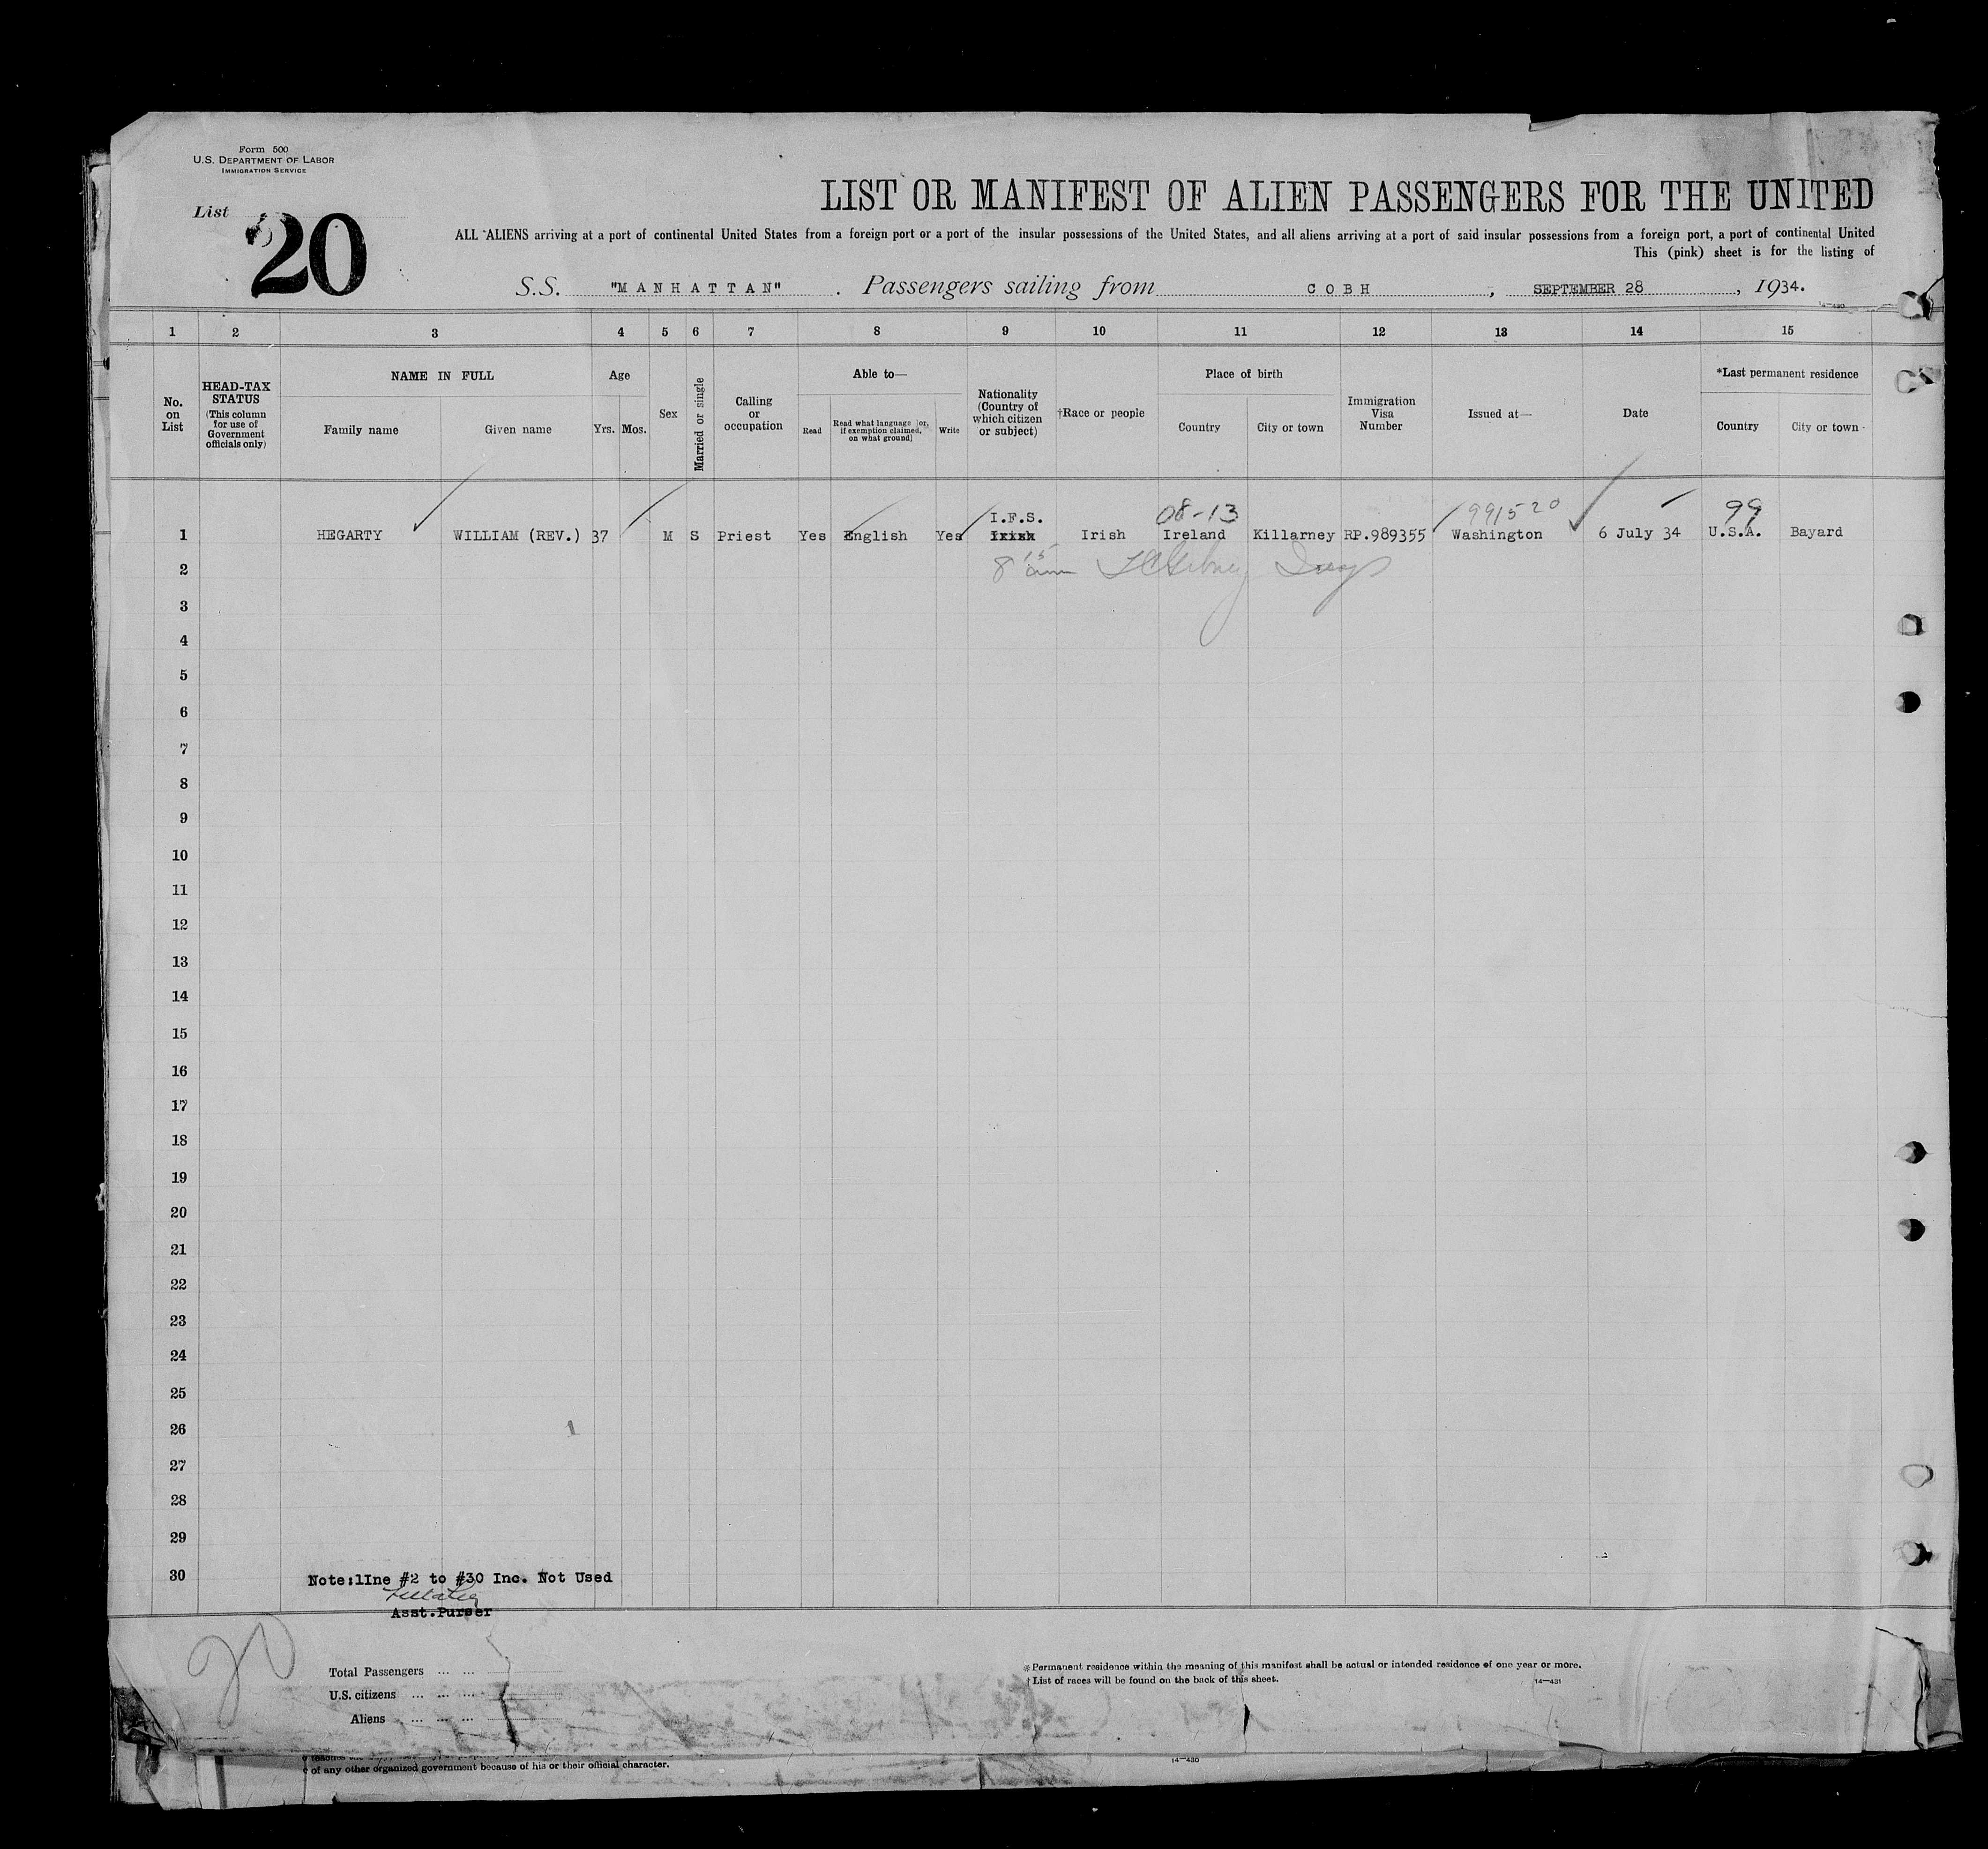 Form 500
U.S. DEPARTMENT OF LABOR
IMMIGRATION SERVICE
List
20
LIST OR MANIFEST OF ALIEN PASSENGERS FOR THE UNITED
ALL ALIENS arriving at a port of continental United States from a foreign port or a port of the insular possessions of the United States, and all aliens arriving at a port of said insular possessions from a foreign port, a port of continental United
This (pink) sheet is for the listing of
S.S. "MANHATTAN". Passengers sailing from COBH, SEPTEMBER 28, 1934.
14-430
1 2 3 4 5 6 7 8 9 10 11 12 13 14 15
No. on List
HEAD-TAX STATUS
(This column for use of Government officials only)
NAME IN FULL
Family name Given name
Age
Yrs. Mos.
Sex
Married or single
Calling or occupation
Able to—
Read
Read what language [or, if exemption claimed, on what ground]
Write
Nationality (Country of which citizen or subject)
†Race or people
Place of birth
Country City or town
Immigration Visa Number
Issued at—
Date
*Last permanent residence
Country City or town
I.F.S. 08-13 991520 99
1 HEGARTY WILLIAM (REV.) 37 M S Priest Yes English Yes Irish Irish Ireland Killarney RP.989355 Washington 6 July 34 U.S.A. Bayard
2 8 15
3
4
5
6
7
8
9
10
11
12
13
14
15
16
17
18
19
20
21
22
23
24
25
26 1
27
28
29
30 Note:lIne #2 to #30 Inc. Not Used
Asst.Purser
20
Total Passengers ... ...
U.S. citizens ... ... ...
Aliens ... ... ...
@ Permanent residence within the meaning of this manifest shall be actual or intended residence of one year or more.
† List of races will be found on the back of this sheet.
14—431
of any other organized government because of his or their official character.
14—430